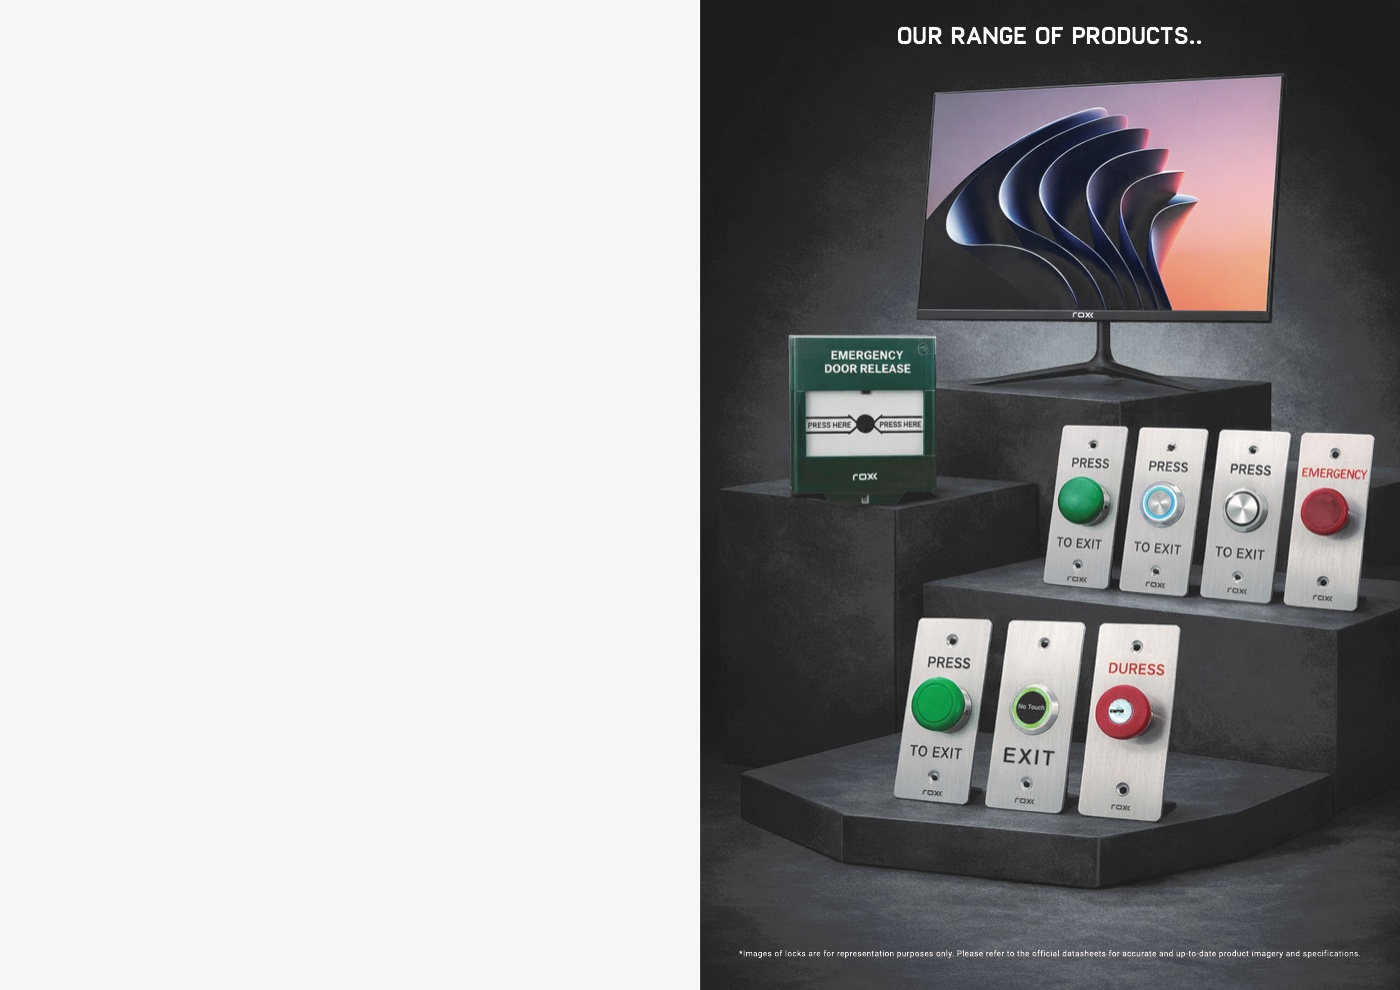 OUR RANGE OF PRODUCTS..
roxx
EMERGENCY
DOOR RELEASE
PRESS HERE PRESS HERE
roxx
PRESS
TO EXIT
roxx
PRESS
TO EXIT
roxx
PRESS
TO EXIT
roxx
EMERGENCY
roxx
PRESS
TO EXIT
roxx
No Touch
EXIT
roxx
DURESS
roxx
*Images of locks are for representation purposes only. Please refer to the official datasheets for accurate and up-to-date product imagery and specifications.